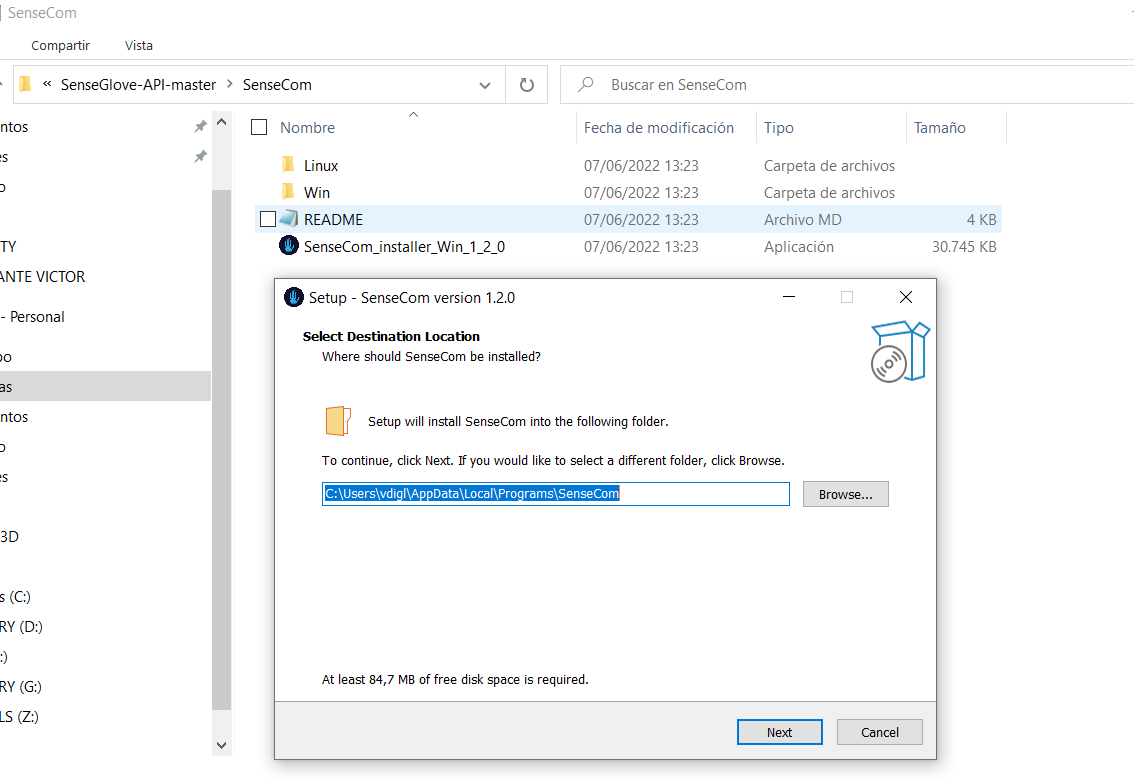 SenseCom
Compartir Vista
« SenseGlove-API-master > SenseCom Buscar en SenseCom
Nombre Fecha de modificación Tipo Tamaño
Linux 07/06/2022 13:23 Carpeta de archivos
Win 07/06/2022 13:23 Carpeta de archivos
README 07/06/2022 13:23 Archivo MD 4 KB
SenseCom_installer_Win_1_2_0 07/06/2022 13:23 Aplicación 30.745 KB
ntos
es
o
TY
ANTE VICTOR
- Personal
po
as
ntos
o
es
3D
s (C:)
RY (D:)
:)
RY (G:)
LS (Z:)
Setup - SenseCom version 1.2.0
Select Destination Location
Where should SenseCom be installed?
Setup will install SenseCom into the following folder.
To continue, click Next. If you would like to select a different folder, click Browse.
C:\Users\vdigl\AppData\Local\Programs\SenseCom Browse...
At least 84,7 MB of free disk space is required.
Next Cancel